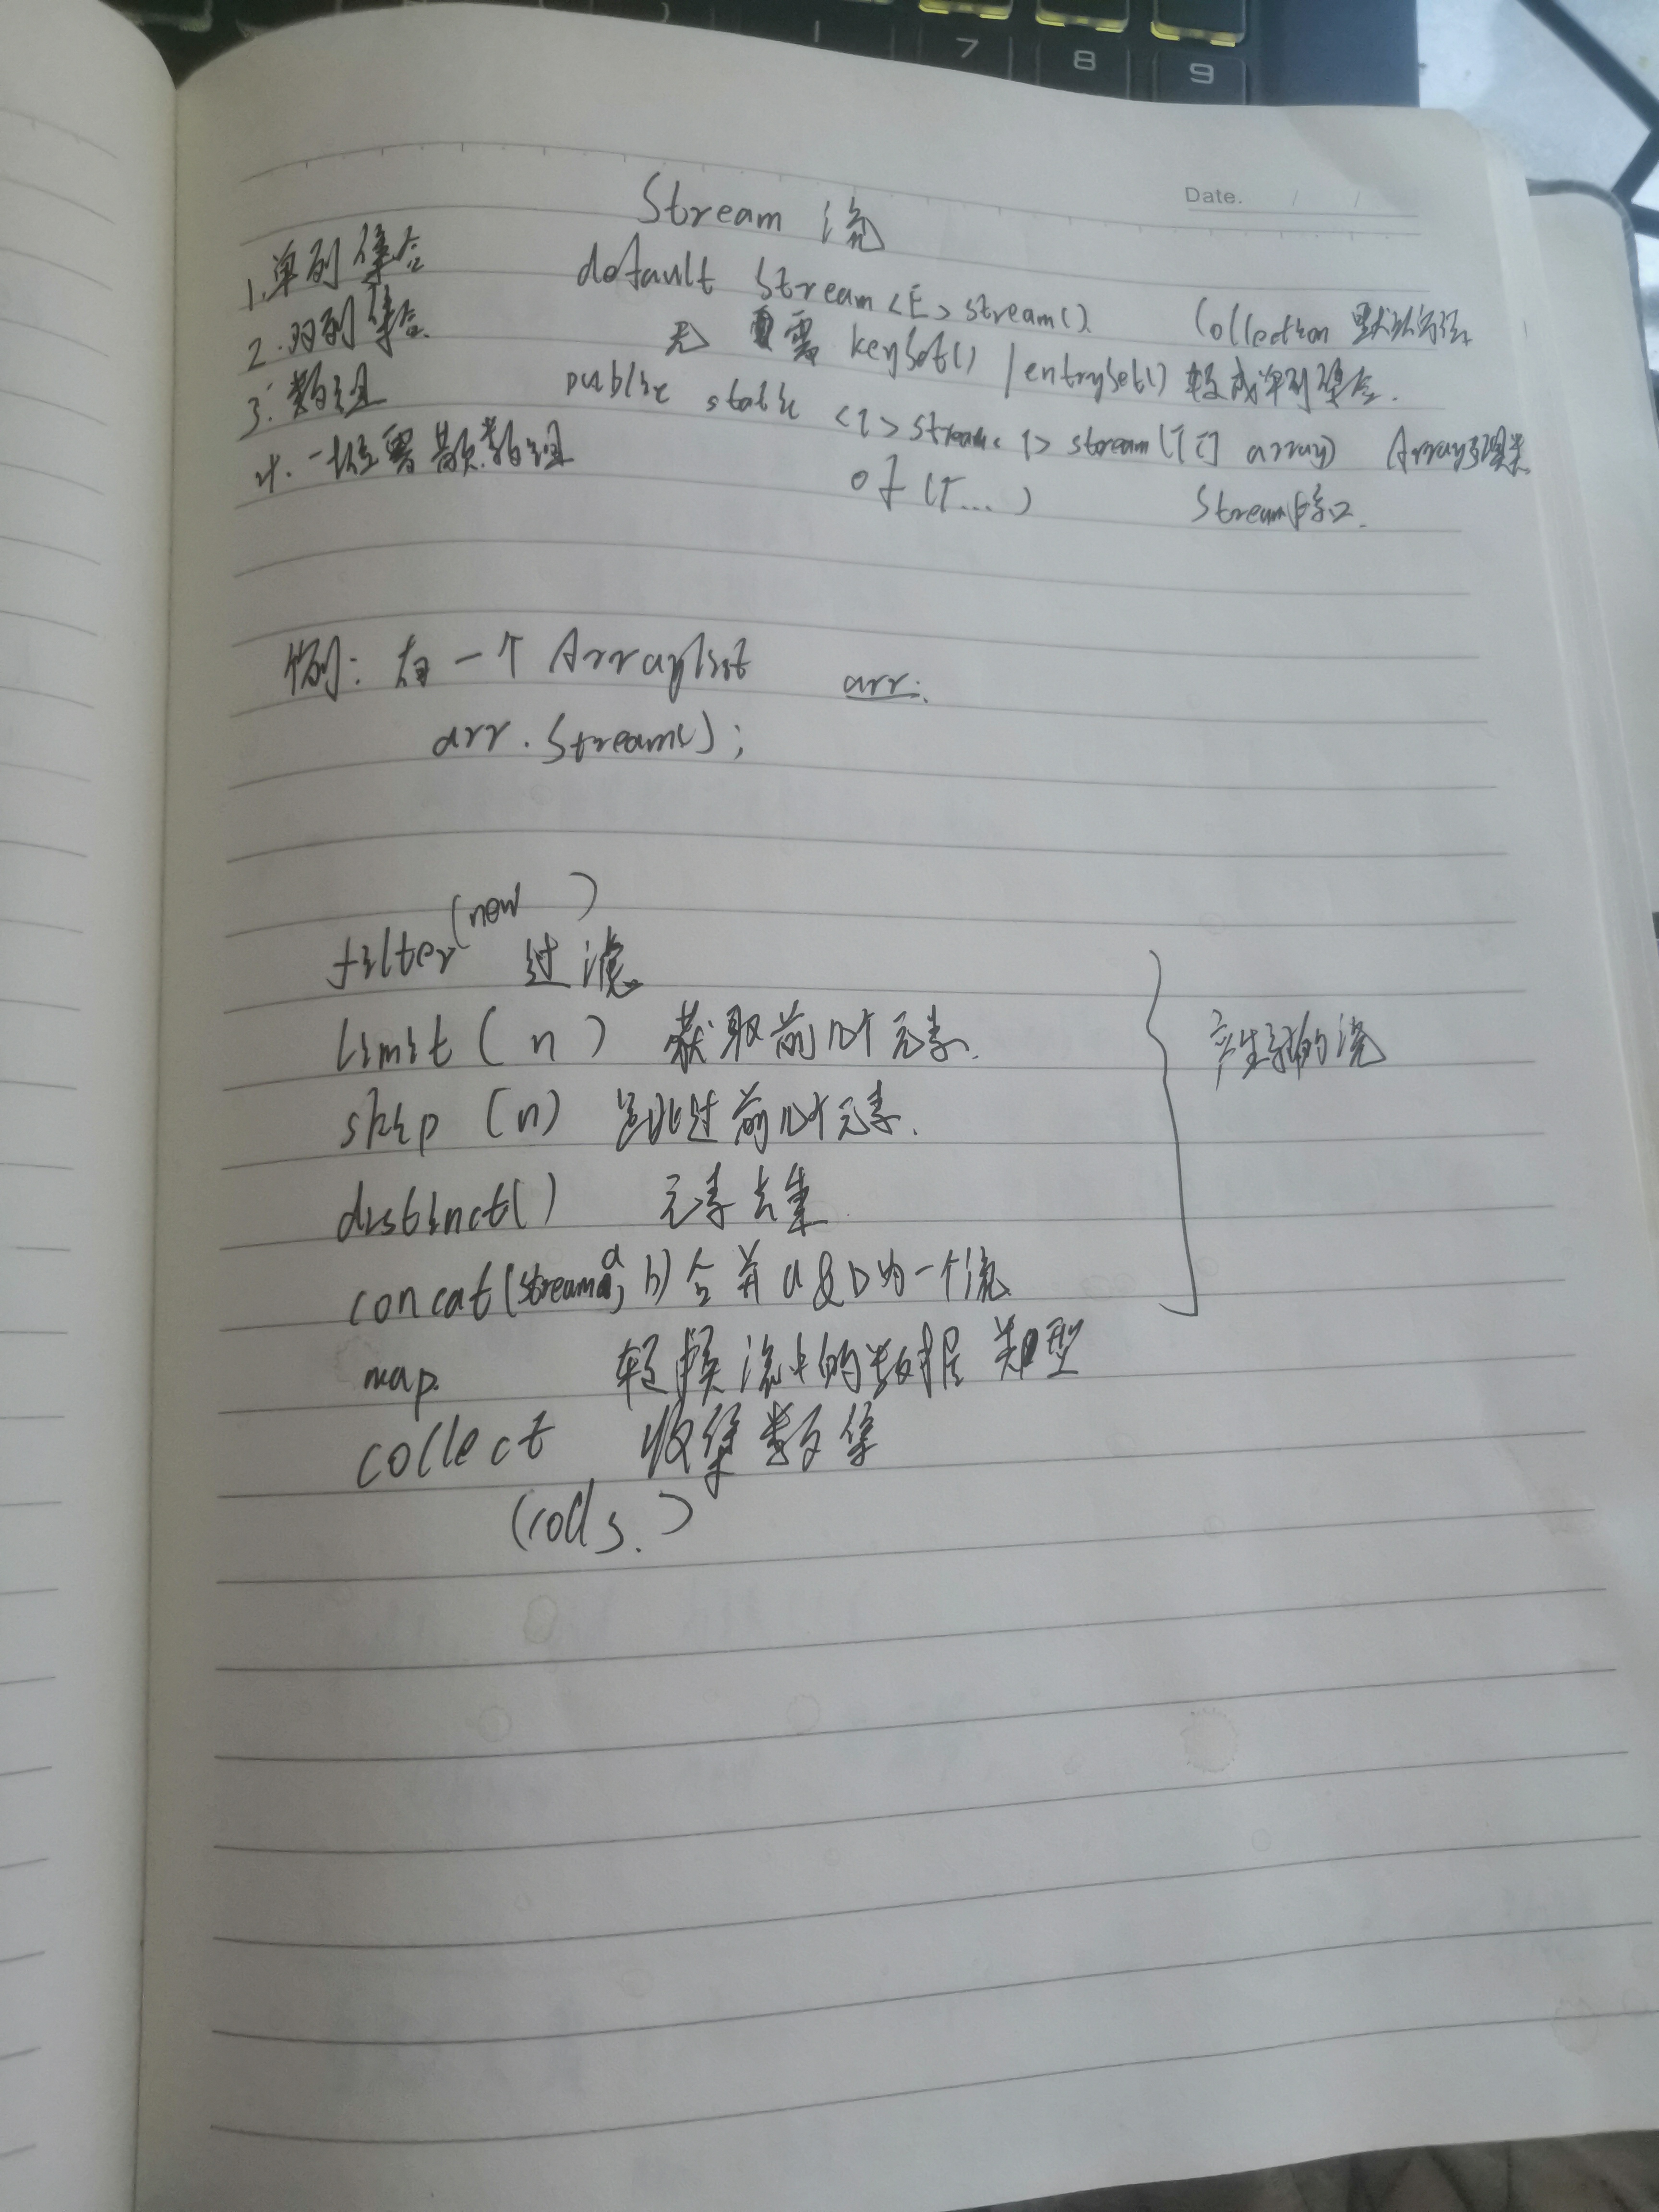 7 8 9
Date. / /
Stream 流
1.单列集合 default Stream<E> stream() Collection 默认方法
2.双列集合 无 需 keySet() / entrySet() 转成单列集合.
3.数组 public static <T> stream<T> stream(T[] array) Array工具类
4.一堆零散数据 of (T...) Stream接口.
例: 有一个 Arraylist arr.
arr.Stream();
filter(new ) 过滤
limit ( n ) 获取前几个元素.
skip (n) 跳过前几个元素.
distinct() 元素去重
产生新的流
concat(stream a, b) 合并a&b为一个流
map. 转换流中的数据类型
collect 收集数集
(colls.)